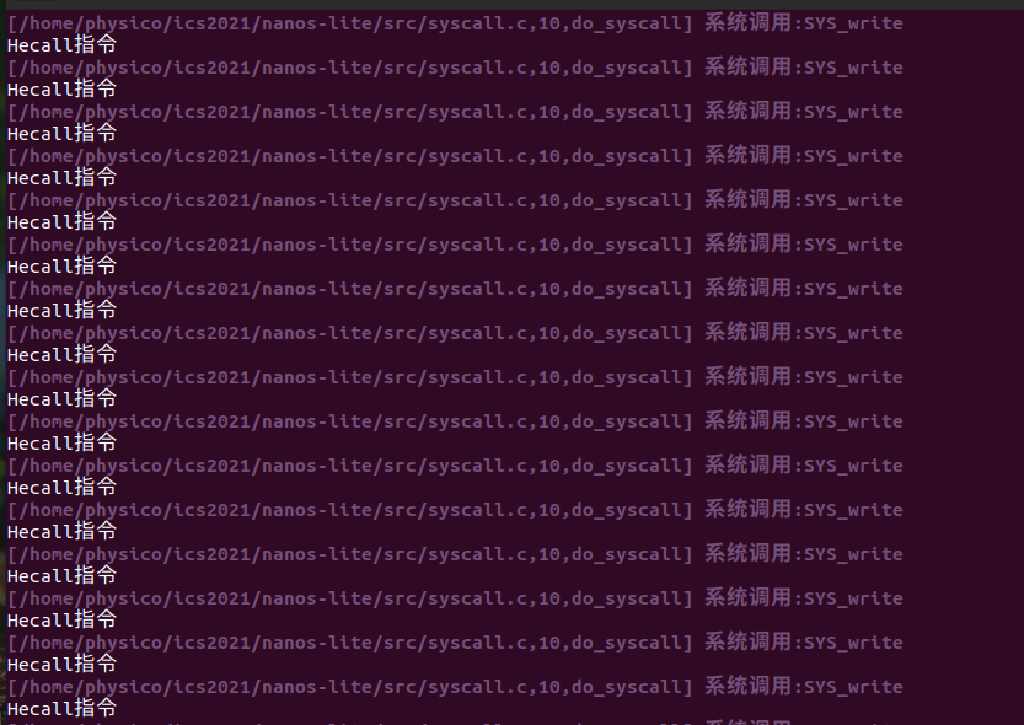 [/home/physico/ics2021/nanos-lite/src/syscall.c,10,do_syscall] 系统调用:SYS_write
Hecall指令
[/home/physico/ics2021/nanos-lite/src/syscall.c,10,do_syscall] 系统调用:SYS_write
Hecall指令
[/home/physico/ics2021/nanos-lite/src/syscall.c,10,do_syscall] 系统调用:SYS_write
Hecall指令
[/home/physico/ics2021/nanos-lite/src/syscall.c,10,do_syscall] 系统调用:SYS_write
Hecall指令
[/home/physico/ics2021/nanos-lite/src/syscall.c,10,do_syscall] 系统调用:SYS_write
Hecall指令
[/home/physico/ics2021/nanos-lite/src/syscall.c,10,do_syscall] 系统调用:SYS_write
Hecall指令
[/home/physico/ics2021/nanos-lite/src/syscall.c,10,do_syscall] 系统调用:SYS_write
Hecall指令
[/home/physico/ics2021/nanos-lite/src/syscall.c,10,do_syscall] 系统调用:SYS_write
Hecall指令
[/home/physico/ics2021/nanos-lite/src/syscall.c,10,do_syscall] 系统调用:SYS_write
Hecall指令
[/home/physico/ics2021/nanos-lite/src/syscall.c,10,do_syscall] 系统调用:SYS_write
Hecall指令
[/home/physico/ics2021/nanos-lite/src/syscall.c,10,do_syscall] 系统调用:SYS_write
Hecall指令
[/home/physico/ics2021/nanos-lite/src/syscall.c,10,do_syscall] 系统调用:SYS_write
Hecall指令
[/home/physico/ics2021/nanos-lite/src/syscall.c,10,do_syscall] 系统调用:SYS_write
Hecall指令
[/home/physico/ics2021/nanos-lite/src/syscall.c,10,do_syscall] 系统调用:SYS_write
Hecall指令
[/home/physico/ics2021/nanos-lite/src/syscall.c,10,do_syscall] 系统调用:SYS_write
Hecall指令
[/home/physico/ics2021/nanos-lite/src/syscall.c,10,do_syscall] 系统调用:SYS_write
Hecall指令